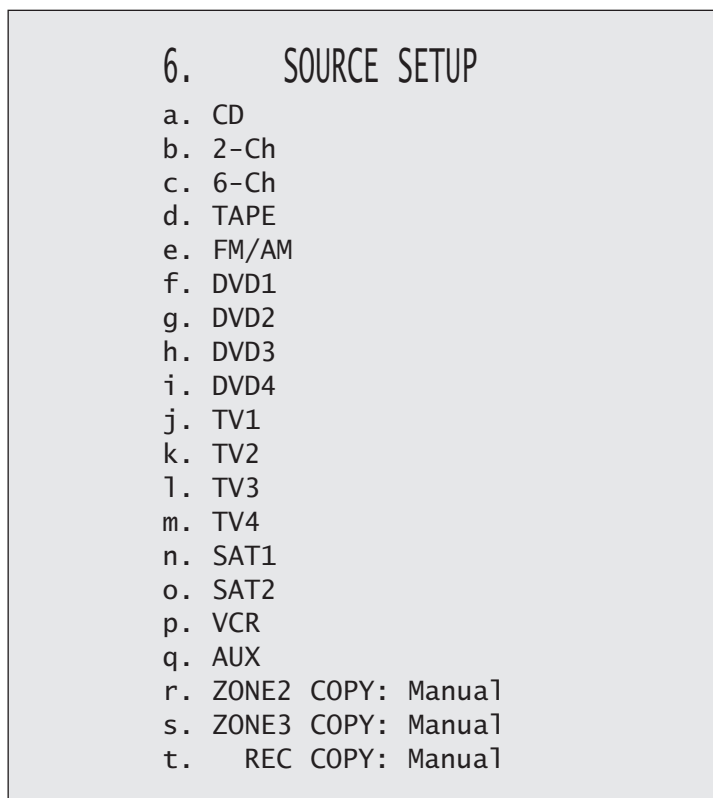 6. SOURCE SETUP
a. CD
b. 2-Ch
c. 6-Ch
d. TAPE
e. FM/AM
f. DVD1
g. DVD2
h. DVD3
i. DVD4
j. TV1
k. TV2
l. TV3
m. TV4
n. SAT1
o. SAT2
p. VCR
q. AUX
r. ZONE2 COPY: Manual
s. ZONE3 COPY: Manual
t. REC COPY: Manual